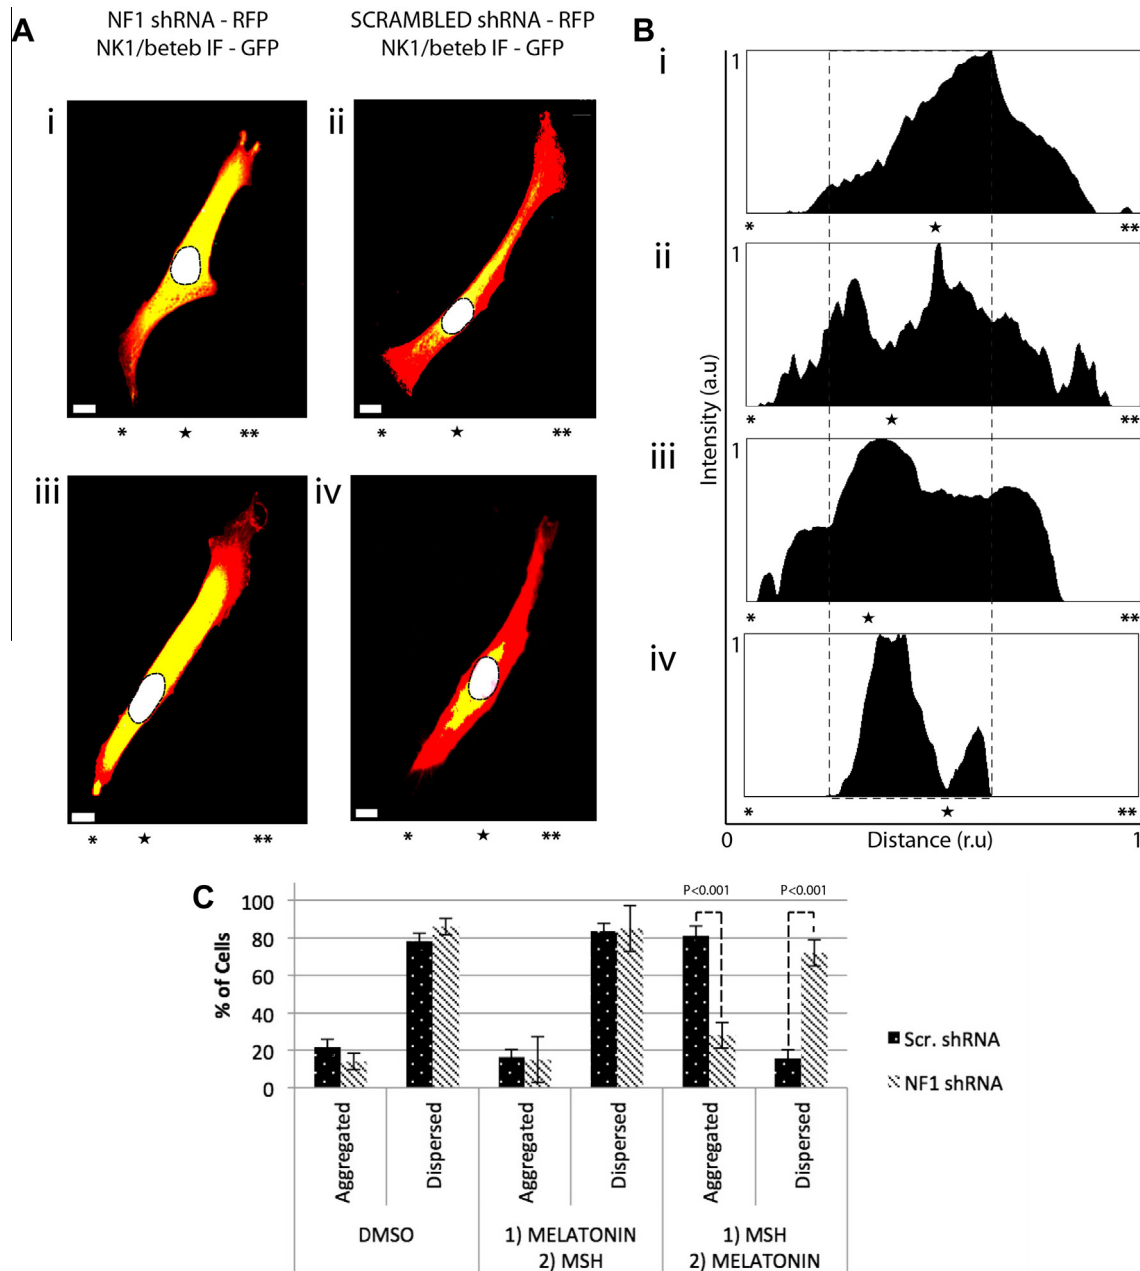 A
NF1 shRNA - RFP
NK1/beteb IF - GFP
SCRAMBLED shRNA - RFP
NK1/beteb IF - GFP
i
ii
* ★ **
* ★ **
iii
iv
* ★ **
* ★ **
B
i
1
* ★ **
ii
1
* ★ **
iii
1
* ★ **
iv
1
* ★ **
Intensity (a.u)
0 Distance (r.u) 1
C
% of Cells
100
80
60
40
20
0
P<0.001
P<0.001
Aggregated
Dispersed
Aggregated
Dispersed
Aggregated
Dispersed
DMSO
1) MELATONIN
2) MSH
1) MSH
2) MELATONIN
Scr. shRNA
NF1 shRNA